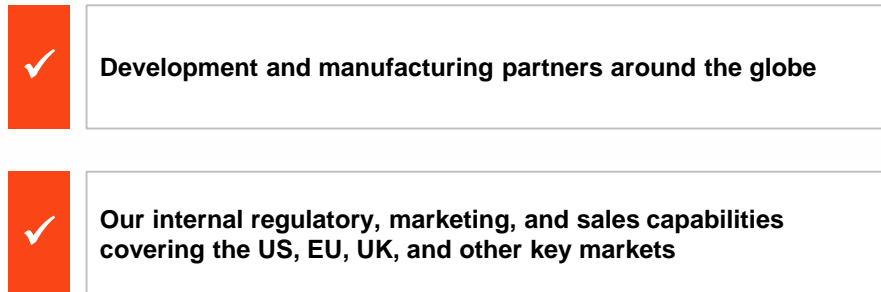 Development and manufacturing partners around the globe
Our internal regulatory, marketing, and sales capabilities
covering the US, EU, UK, and other key markets